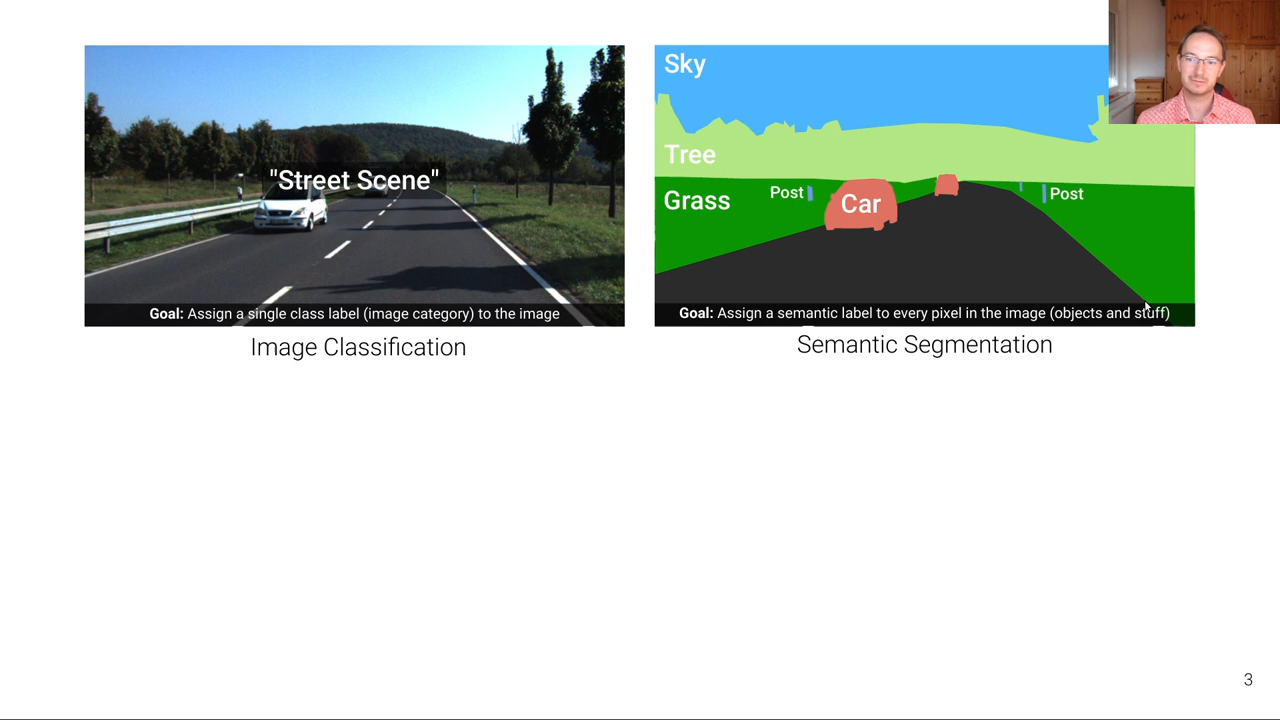 "Street Scene"
Goal: Assign a single class label (image category) to the image
Image Classification
Sky
Tree
Grass
Post
Car
Post
Goal: Assign a semantic label to every pixel in the image (objects and stuff)
Semantic Segmentation
3